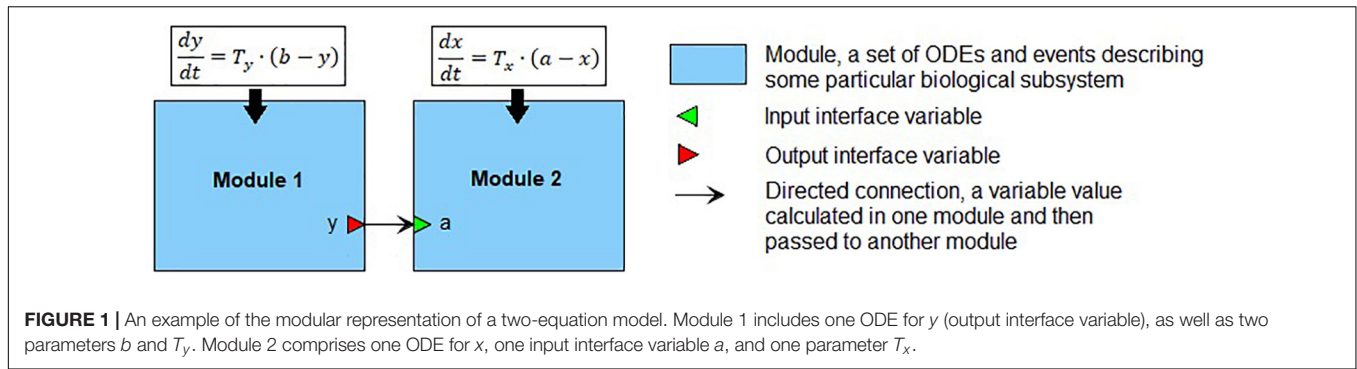 dy/dt = T_y · (b − y)
dx/dt = T_x · (a − x)
Module 1
Module 2
y
a
Module, a set of ODEs and events describing
some particular biological subsystem
Input interface variable
Output interface variable
Directed connection, a variable value
calculated in one module and then
passed to another module
FIGURE 1 | An example of the modular representation of a two-equation model. Module 1 includes one ODE for y (output interface variable), as well as two
parameters b and T_y. Module 2 comprises one ODE for x, one input interface variable a, and one parameter T_x.